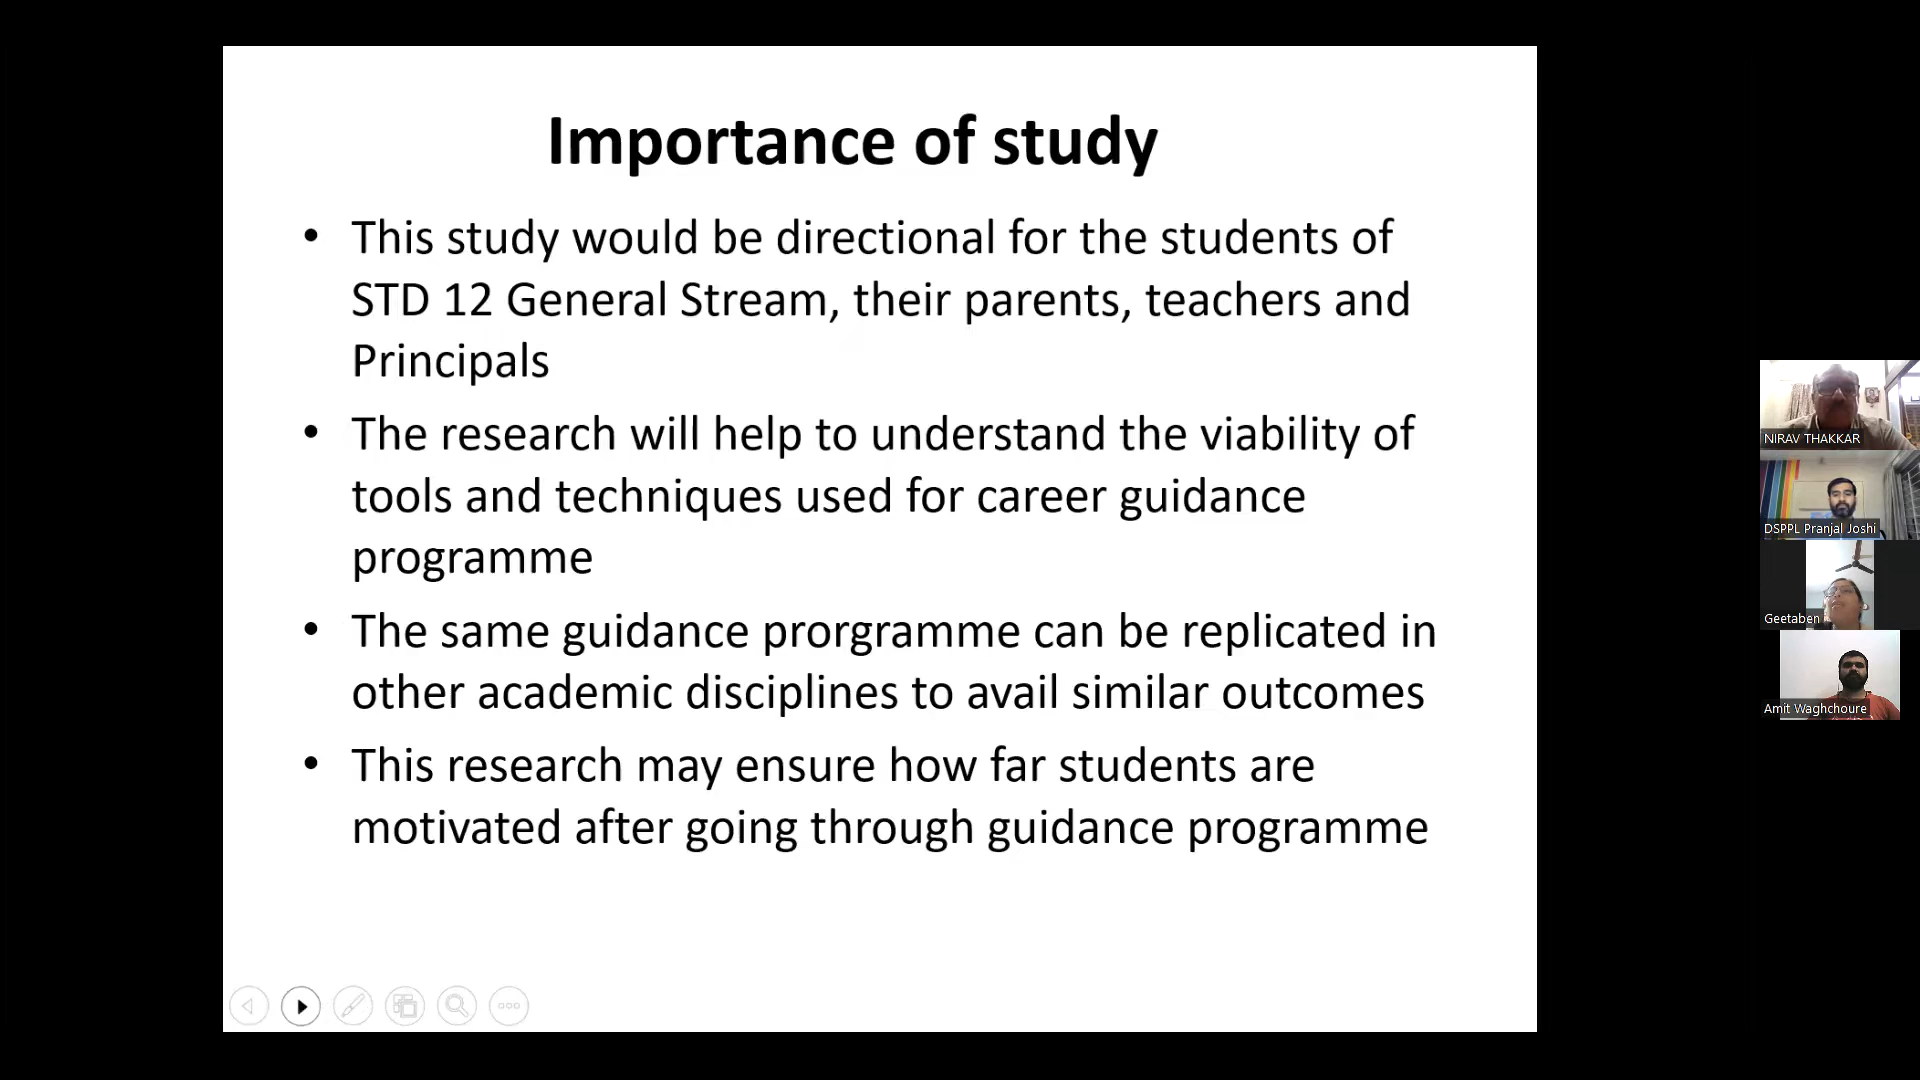 Importance of study
• This study would be directional for the students of
STD 12 General Stream, their parents, teachers and
Principals
• The research will help to understand the viability of
tools and techniques used for career guidance
programme
• The same guidance prorgramme can be replicated in
other academic disciplines to avail similar outcomes
• This research may ensure how far students are
motivated after going through guidance programme
NIRAV THAKKAR
DSPPL Pranjal Joshi
Geetaben
Amit Waghchoure